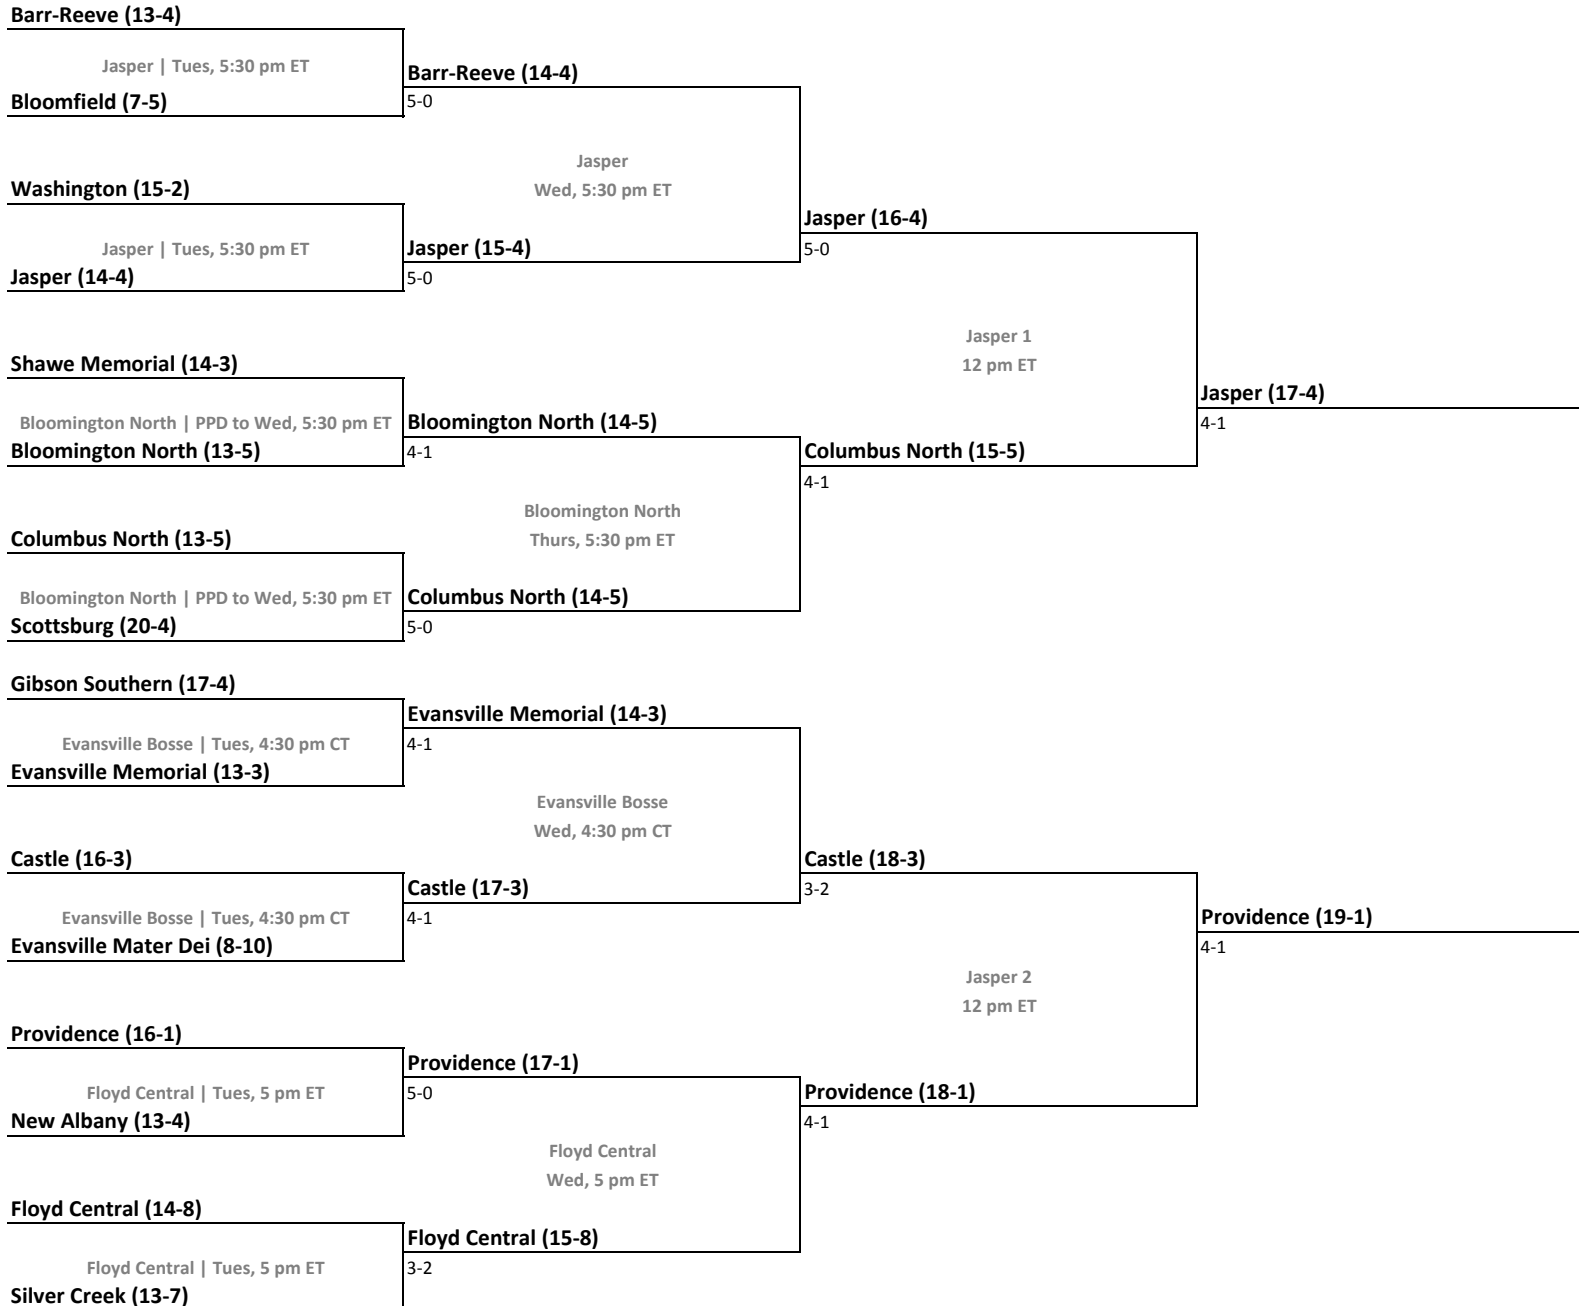 Barr-Reeve (13-4)
Jasper | Tues, 5:30 pm ET
Barr-Reeve (14-4)
Bloomfield (7-5)
5-0
Jasper
Washington (15-2)
Wed, 5:30 pm ET
Jasper (16-4)
Jasper | Tues, 5:30 pm ET
Jasper (15-4)
5-0
Jasper (14-4)
5-0
Jasper 1
Shawe Memorial (14-3)
12 pm ET
Jasper (17-4)
Bloomington North | PPD to Wed, 5:30 pm ET
Bloomington North (14-5)
4-1
Bloomington North (13-5)
4-1
Columbus North (15-5)
4-1
Bloomington North
Columbus North (13-5)
Thurs, 5:30 pm ET
Bloomington North | PPD to Wed, 5:30 pm ET
Columbus North (14-5)
Scottsburg (20-4)
5-0
Gibson Southern (17-4)
Evansville Memorial (14-3)
Evansville Bosse | Tues, 4:30 pm CT
4-1
Evansville Memorial (13-3)
Evansville Bosse
Wed, 4:30 pm CT
Castle (16-3)
Castle (18-3)
Castle (17-3)
3-2
Evansville Bosse | Tues, 4:30 pm CT
4-1
Providence (19-1)
Evansville Mater Dei (8-10)
4-1
Jasper 2
12 pm ET
Providence (16-1)
Providence (17-1)
Floyd Central | Tues, 5 pm ET
5-0
Providence (18-1)
New Albany (13-4)
4-1
Floyd Central
Wed, 5 pm ET
Floyd Central (14-8)
Floyd Central (15-8)
Floyd Central | Tues, 5 pm ET
3-2
Silver Creek (13-7)